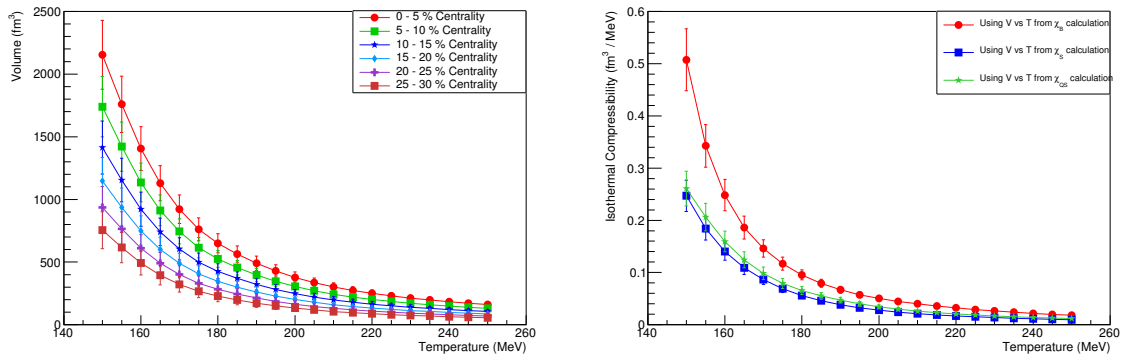 Volume (fm³)
2500
2000
1500
1000
500
0
140
160
180
200
220
240
260
Temperature (MeV)
0 - 5 % Centrality
5 - 10 % Centrality
10 - 15 % Centrality
15 - 20 % Centrality
20 - 25 % Centrality
25 - 30 % Centrality
Isothermal Compressibility (fm³ / MeV)
0.6
0.5
0.4
0.3
0.2
0.1
0
140
160
180
200
220
240
260
Temperature (MeV)
Using V vs T from χB calculation
Using V vs T from χS calculation
Using V vs T from χQS calculation